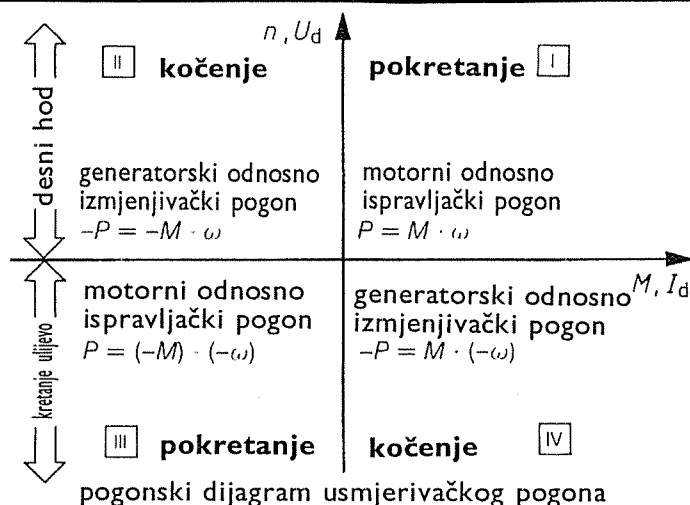 n, U_d
II kočenje
pokretanje I
desni hod
generatorski odnosno
izmjenjivački pogon
–P = –M · ω
motorni odnosno
ispravljački pogon
P = M · ω
M, I_d
kretanje ulijevo
motorni odnosno
ispravljački pogon
P = (–M) · (–ω)
generatorski odnosno
izmjenjivački pogon
–P = M · (–ω)
III pokretanje
kočenje IV
pogonski dijagram usmjerivačkog pogona